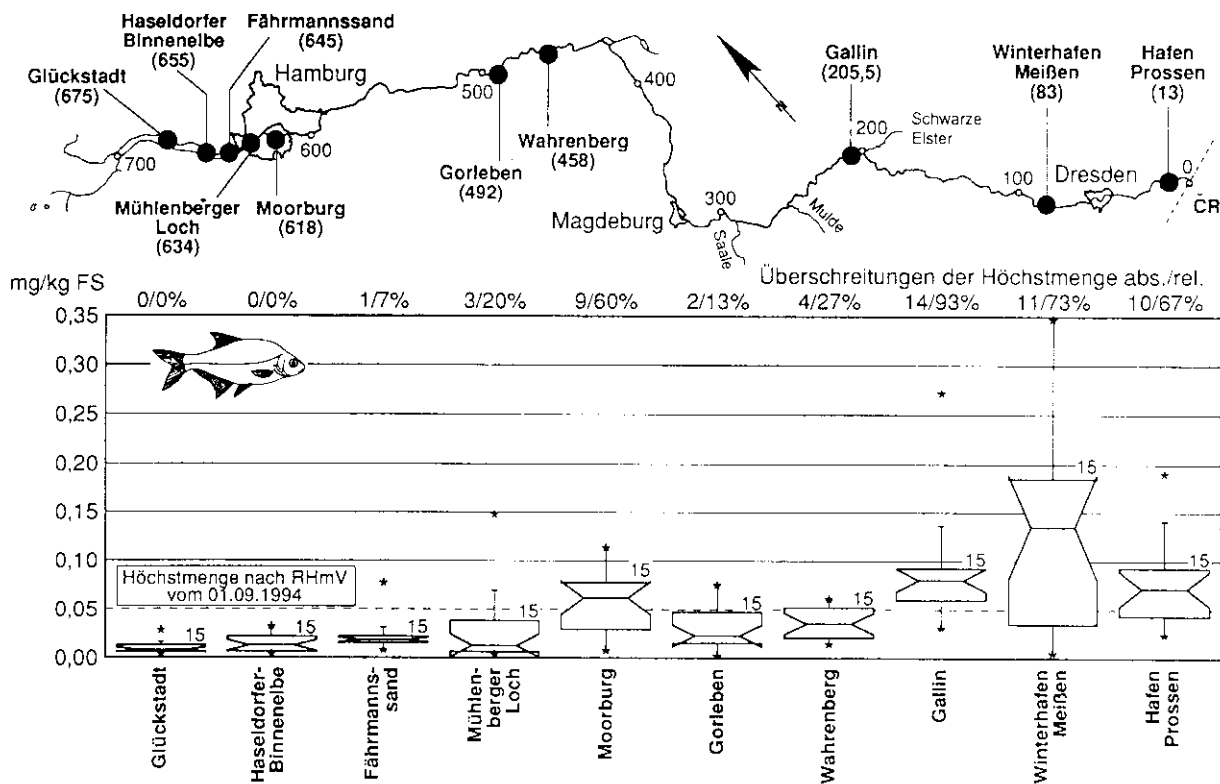 Haseldorfer
Binnenelbe
(655)
Fährmannssand
(645)
Glückstadt
(675)
Hamburg
700
600
500
400
300
200
100
0
Mühlenberger
Loch
(634)
Moorburg
(618)
Gorleben
(492)
Wahrenberg
(458)
Magdeburg
Saale
Mulde
Gallin
(205,5)
Schwarze
Elster
Winterhafen
Meißen
(83)
Dresden
Hafen
Prossen
(13)
ČR
mg/kg FS
Überschreitungen der Höchstmenge abs./rel.
0/0% 0/0% 1/7% 3/20% 9/60% 2/13% 4/27% 14/93% 11/73% 10/67%
0,35
0,30
0,25
0,20
0,15
0,10
0,05
0,00
Höchstmenge nach RHmV
vom 01.09.1994
15 15 15 15 15 15 15 15 15 15
Glückstadt
Haseldorfer-
Binnenelbe
Fährmanns-
sand
Mühlen-
berger
Loch
Moorburg
Gorleben
Wahrenberg
Gallin
Winterhafen
Meißen
Hafen
Prossen